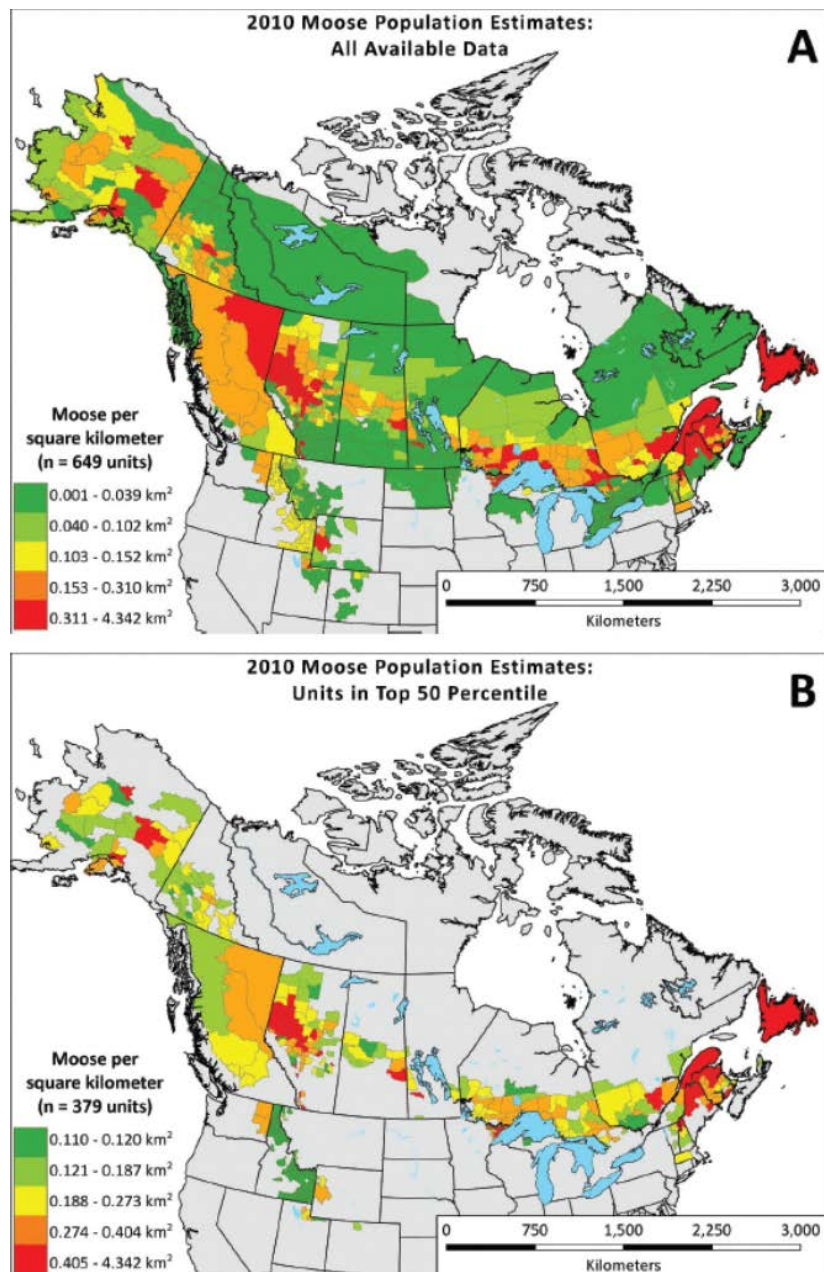 2010 Moose Population Estimates:
All Available Data
A
Moose per
square kilometer
(n = 649 units)
0.001 - 0.039 km²
0.040 - 0.102 km²
0.103 - 0.152 km²
0.153 - 0.310 km²
0.311 - 4.342 km²
0 750 1,500 2,250 3,000
Kilometers
2010 Moose Population Estimates:
Units in Top 50 Percentile
B
Moose per
square kilometer
(n = 379 units)
0.110 - 0.120 km²
0.121 - 0.187 km²
0.188 - 0.273 km²
0.274 - 0.404 km²
0.405 - 4.342 km²
0 750 1,500 2,250 3,000
Kilometers